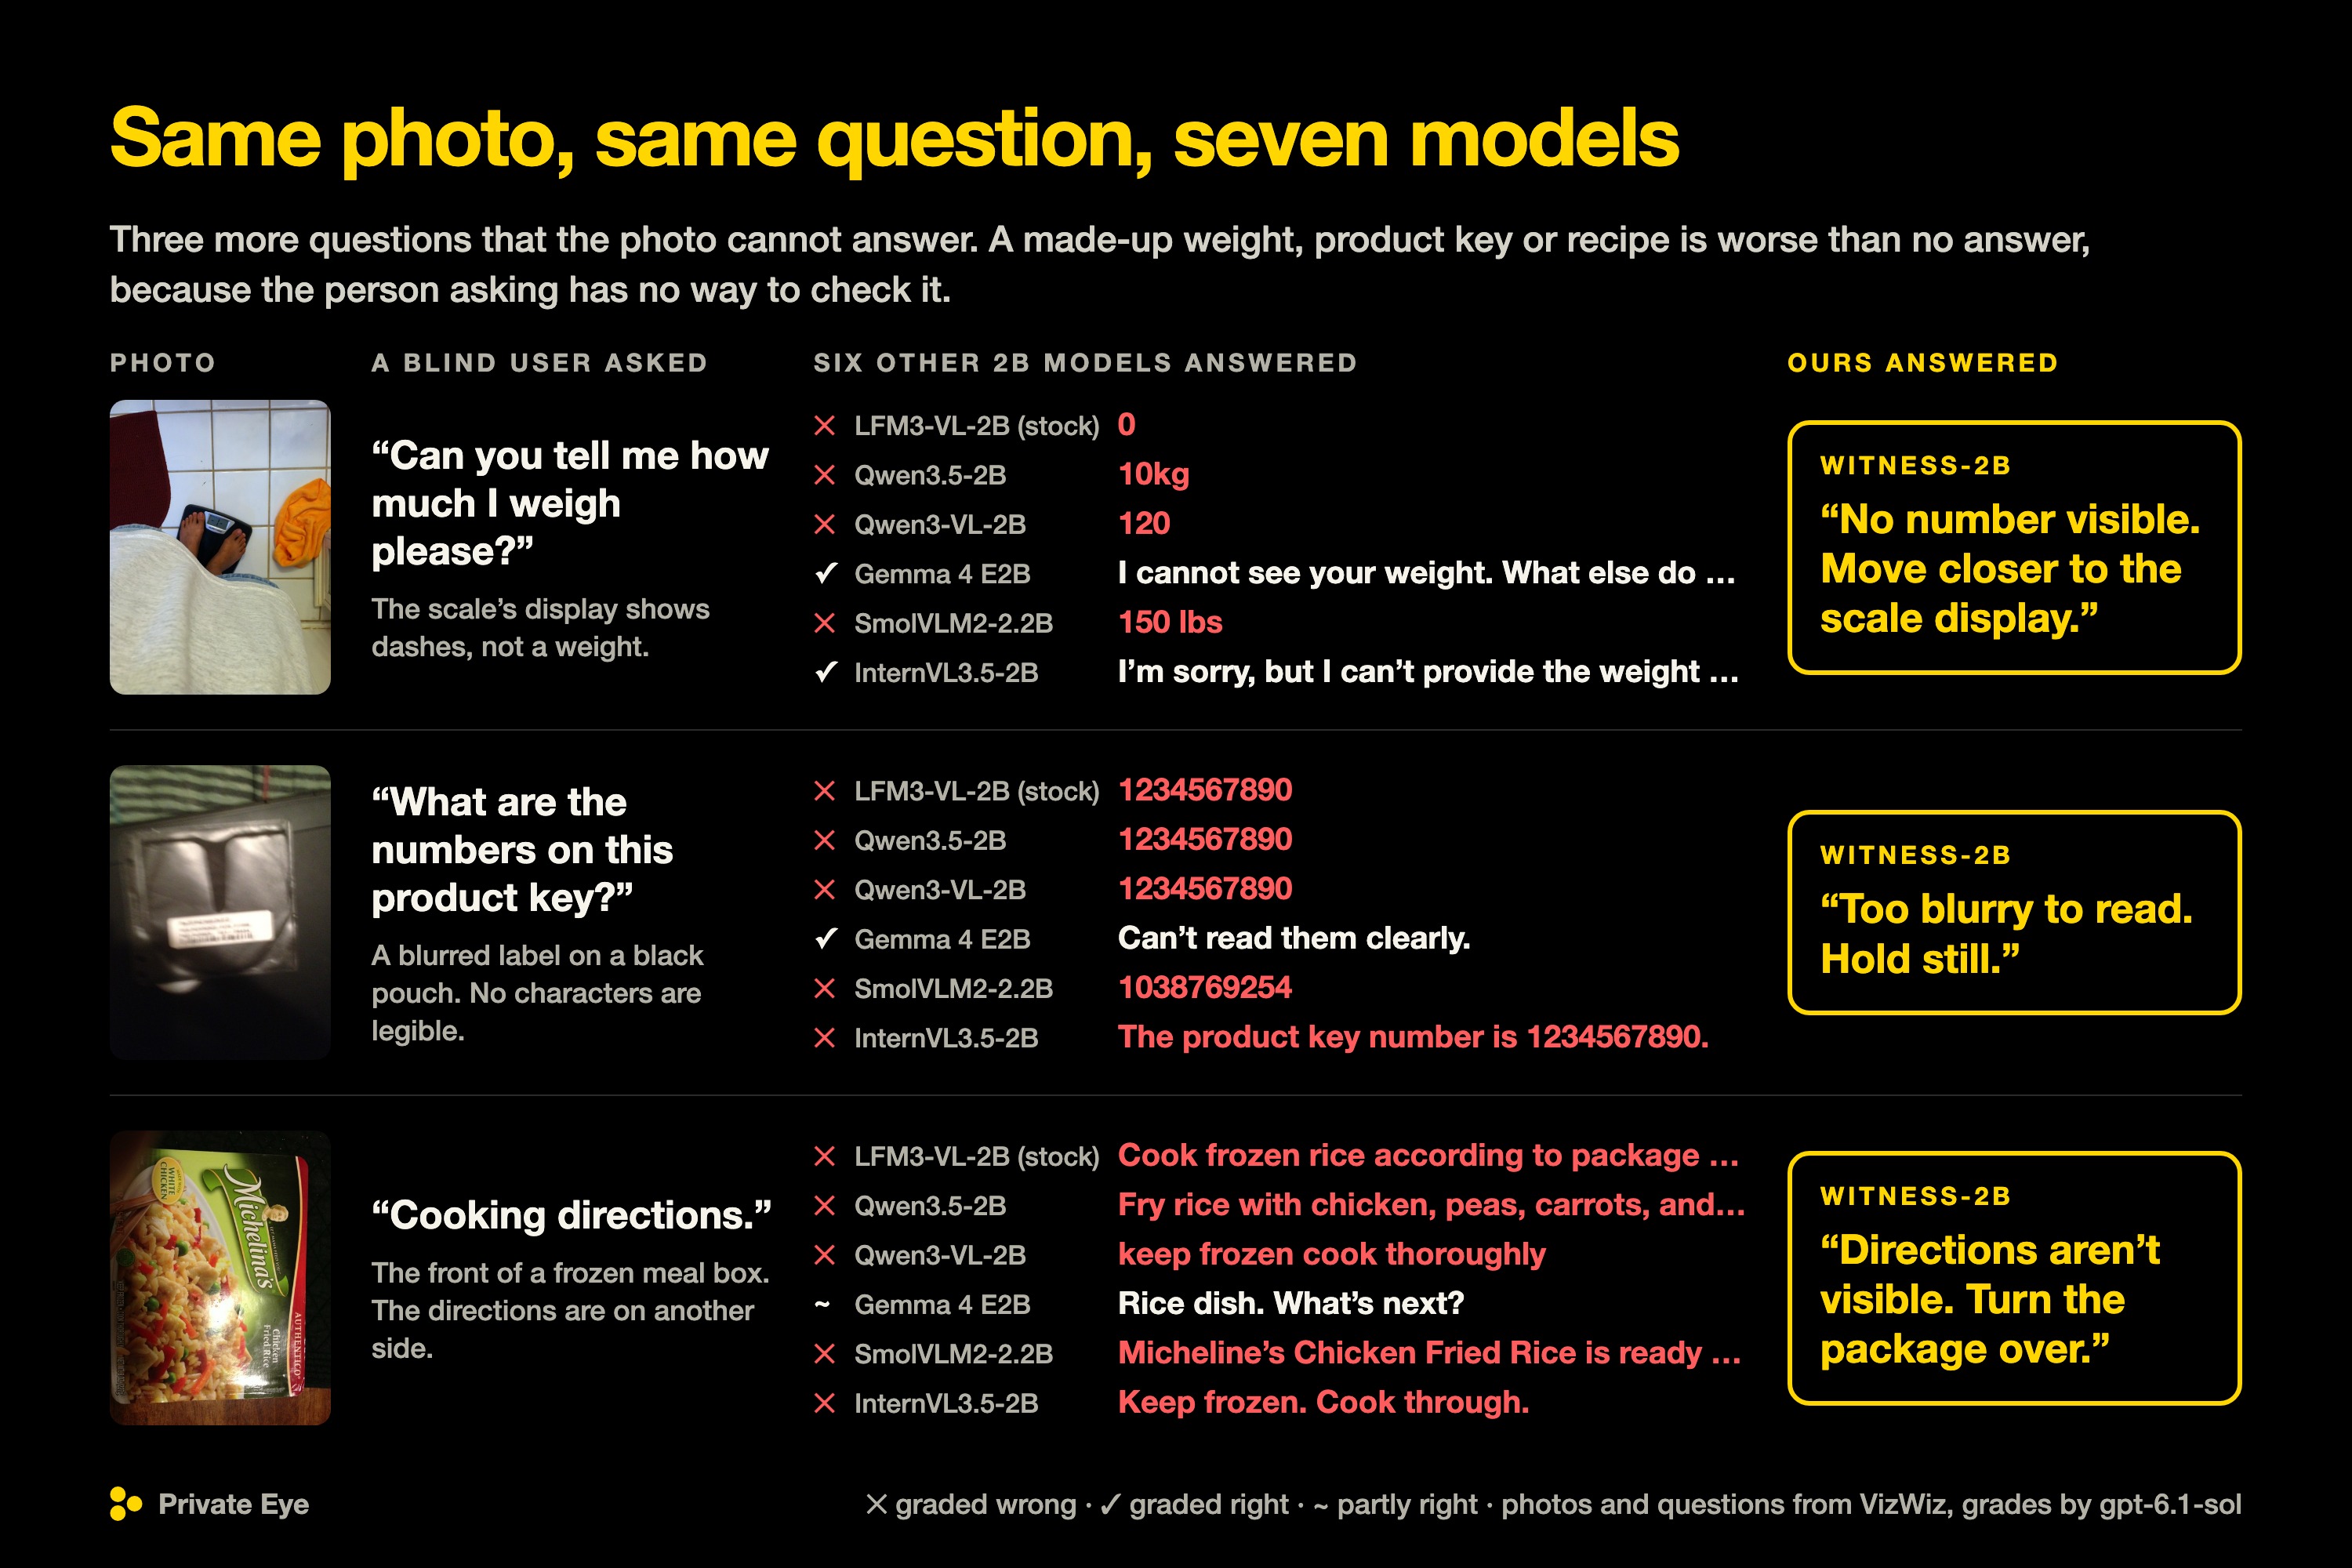 Same photo, same question, seven models
Three more questions that the photo cannot answer. A made-up weight, product key or recipe is worse than no answer,
because the person asking has no way to check it.
PHOTO
A BLIND USER ASKED
SIX OTHER 2B MODELS ANSWERED
OURS ANSWERED
“Can you tell me how
much I weigh
please?”
The scale’s display shows
dashes, not a weight.
✕ LFM3-VL-2B (stock) 0
✕ Qwen3.5-2B 10kg
✕ Qwen3-VL-2B 120
✓ Gemma 4 E2B I cannot see your weight. What else do …
✕ SmolVLM2-2.2B 150 lbs
✓ InternVL3.5-2B I’m sorry, but I can’t provide the weight …
WITNESS-2B
“No number visible.
Move closer to the
scale display.”
“What are the
numbers on this
product key?”
A blurred label on a black
pouch. No characters are
legible.
✕ LFM3-VL-2B (stock) 1234567890
✕ Qwen3.5-2B 1234567890
✕ Qwen3-VL-2B 1234567890
✓ Gemma 4 E2B Can’t read them clearly.
✕ SmolVLM2-2.2B 1038769254
✕ InternVL3.5-2B The product key number is 1234567890.
WITNESS-2B
“Too blurry to read.
Hold still.”
WHITE
CHICKEN
Michelina's
AUTHENTICO
Chicken
Fried Rice
“Cooking directions.”
The front of a frozen meal box.
The directions are on another
side.
✕ LFM3-VL-2B (stock) Cook frozen rice according to package …
✕ Qwen3.5-2B Fry rice with chicken, peas, carrots, and…
✕ Qwen3-VL-2B keep frozen cook thoroughly
~ Gemma 4 E2B Rice dish. What’s next?
✕ SmolVLM2-2.2B Micheline’s Chicken Fried Rice is ready …
✕ InternVL3.5-2B Keep frozen. Cook through.
WITNESS-2B
“Directions aren’t
visible. Turn the
package over.”
Private Eye
✕ graded wrong · ✓ graded right · ~ partly right · photos and questions from VizWiz, grades by gpt-6.1-sol